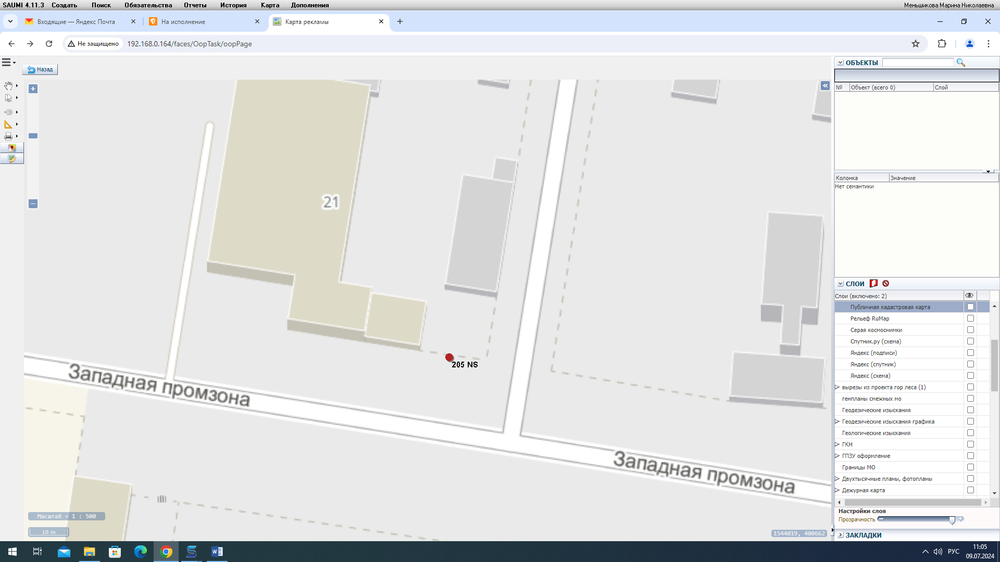 SAUMI 4.11.3 Создать Поиск Обязательства Отчеты История Карта Дополнения Меньшикова Марина Николаевна
Входящие — Яндекс Почта На исполнение Карта рекламы
Не защищено 192.168.0.164/faces/OopTask/oopPage
Назад
21
205 NS
Западная промзона
Западная промзона
Масштаб = 1 : 500
10 m
1544019, 400662
ОБЪЕКТЫ
№ Объект (всего 0) Слой
Колонка Значение
Нет семантики
СЛОИ
Слои (включено: 2)
Публичная кадастровая карта
Рельеф RuMap
Серая космоснимки
Спутник.ру (схема)
Яндекс (подписи)
Яндекс (спутник)
Яндекс (схема)
вырезы из проекта гор леса (1)
генпланы смежных мо
Геодезические изыскания
Геодезические изыскания графика
Геологические изыскания
ГКН
ГПЗУ оформление
Границы МО
Двухтысячные планы, фотопланы
Дежурная карта
Настройки слоя
Прозрачность
ЗАКЛАДКИ
РУС
11:05
09.07.2024